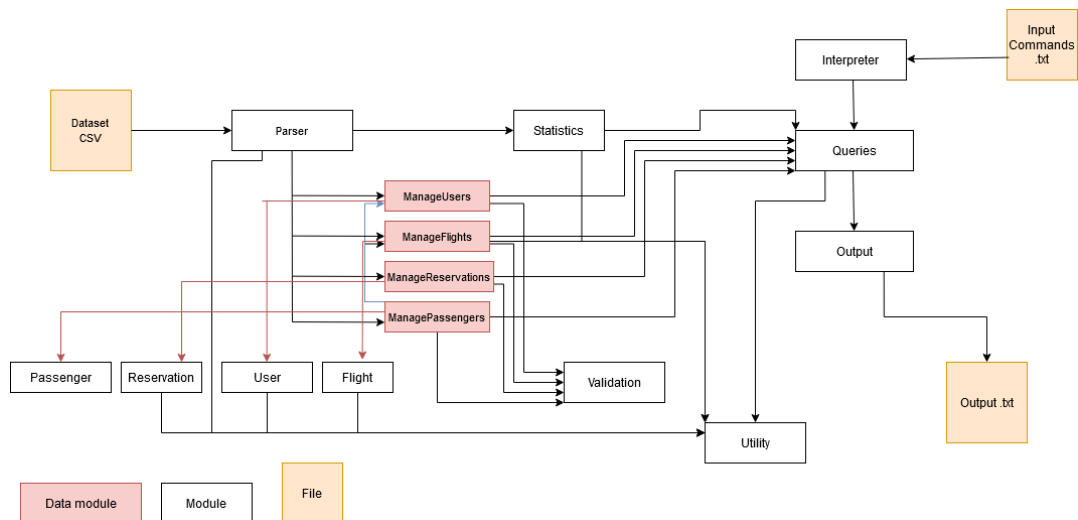 Input
Commands
.txt
Interpreter
Dataset
CSV
Parser
Statistics
Queries
ManageUsers
ManageFlights
Output
ManageReservations
ManagePassengers
Passenger
Reservation
User
Flight
Validation
Output .txt
Utility
Data module
Module
File